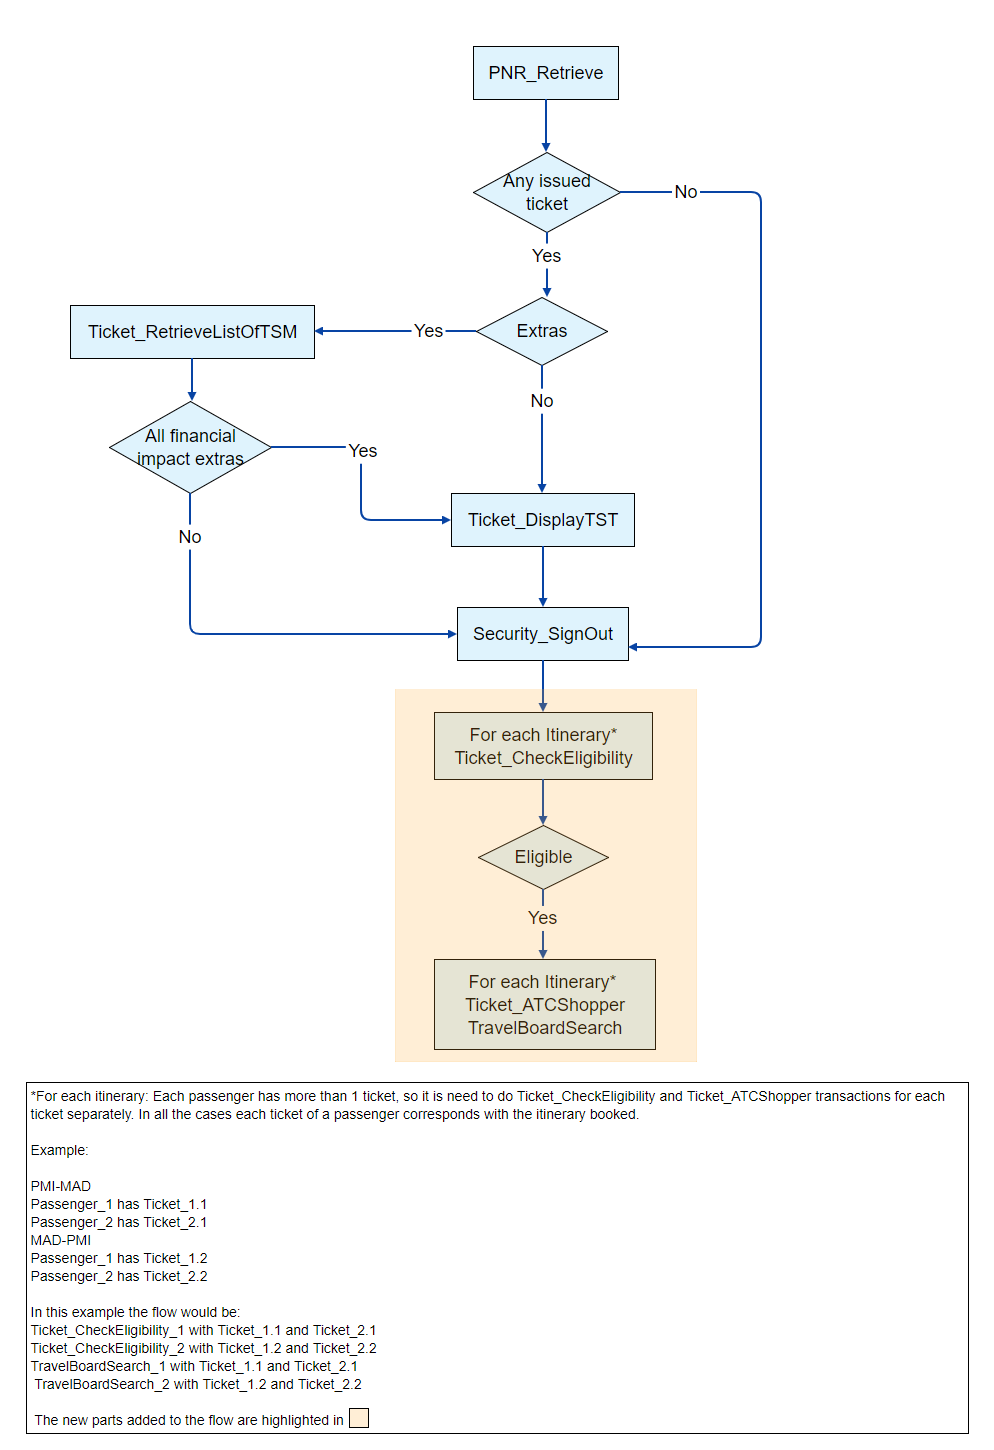 PNR_Retrieve
Any issued
ticket
No
Yes
Extras
Yes
Ticket_RetrieveListOfTSM
No
All financial
impact extras
Yes
No
Ticket_DisplayTST
Security_SignOut
For each Itinerary*
Ticket_CheckEligibility
Eligible
Yes
For each Itinerary*
Ticket_ATCShopper
TravelBoardSearch
*For each itinerary: Each passenger has more than 1 ticket, so it is need to do Ticket_CheckEligibility and Ticket_ATCShopper transactions for each
ticket separately. In all the cases each ticket of a passenger corresponds with the itinerary booked.
Example:
PMI-MAD
Passenger_1 has Ticket_1.1
Passenger_2 has Ticket_2.1
MAD-PMI
Passenger_1 has Ticket_1.2
Passenger_2 has Ticket_2.2
In this example the flow would be:
Ticket_CheckEligibility_1 with Ticket_1.1 and Ticket_2.1
Ticket_CheckEligibility_2 with Ticket_1.2 and Ticket_2.2
TravelBoardSearch_1 with Ticket_1.1 and Ticket_2.1
TravelBoardSearch_2 with Ticket_1.2 and Ticket_2.2
The new parts added to the flow are highlighted in